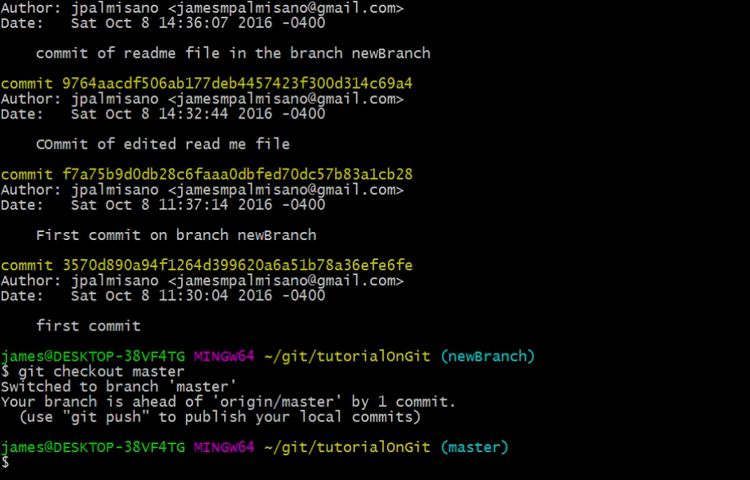 Author: jpalmisano <jamesmpalmisano@gmail.com>
Date:   Sat Oct 8 14:36:07 2016 -0400
commit of readme file in the branch newBranch
commit 9764aacdf506ab177deb4457423f300d314c69a4
Author: jpalmisano <jamesmpalmisano@gmail.com>
Date:   Sat Oct 8 14:32:44 2016 -0400
COmmit of edited read me file
commit f7a75b9d0db28c6faaa0dbfed70dc57b83a1cb28
Author: jpalmisano <jamesmpalmisano@gmail.com>
Date:   Sat Oct 8 11:37:14 2016 -0400
First commit on branch newBranch
commit 3570d890a94f1264d399620a6a51b78a36efe6fe
Author: jpalmisano <jamesmpalmisano@gmail.com>
Date:   Sat Oct 8 11:30:04 2016 -0400
first commit
james@DESKTOP-38VF4TG MINGW64 ~/git/tutorialOnGit (newBranch)
$ git checkout master
Switched to branch 'master'
Your branch is ahead of 'origin/master' by 1 commit.
(use "git push" to publish your local commits)
james@DESKTOP-38VF4TG MINGW64 ~/git/tutorialOnGit (master)
$